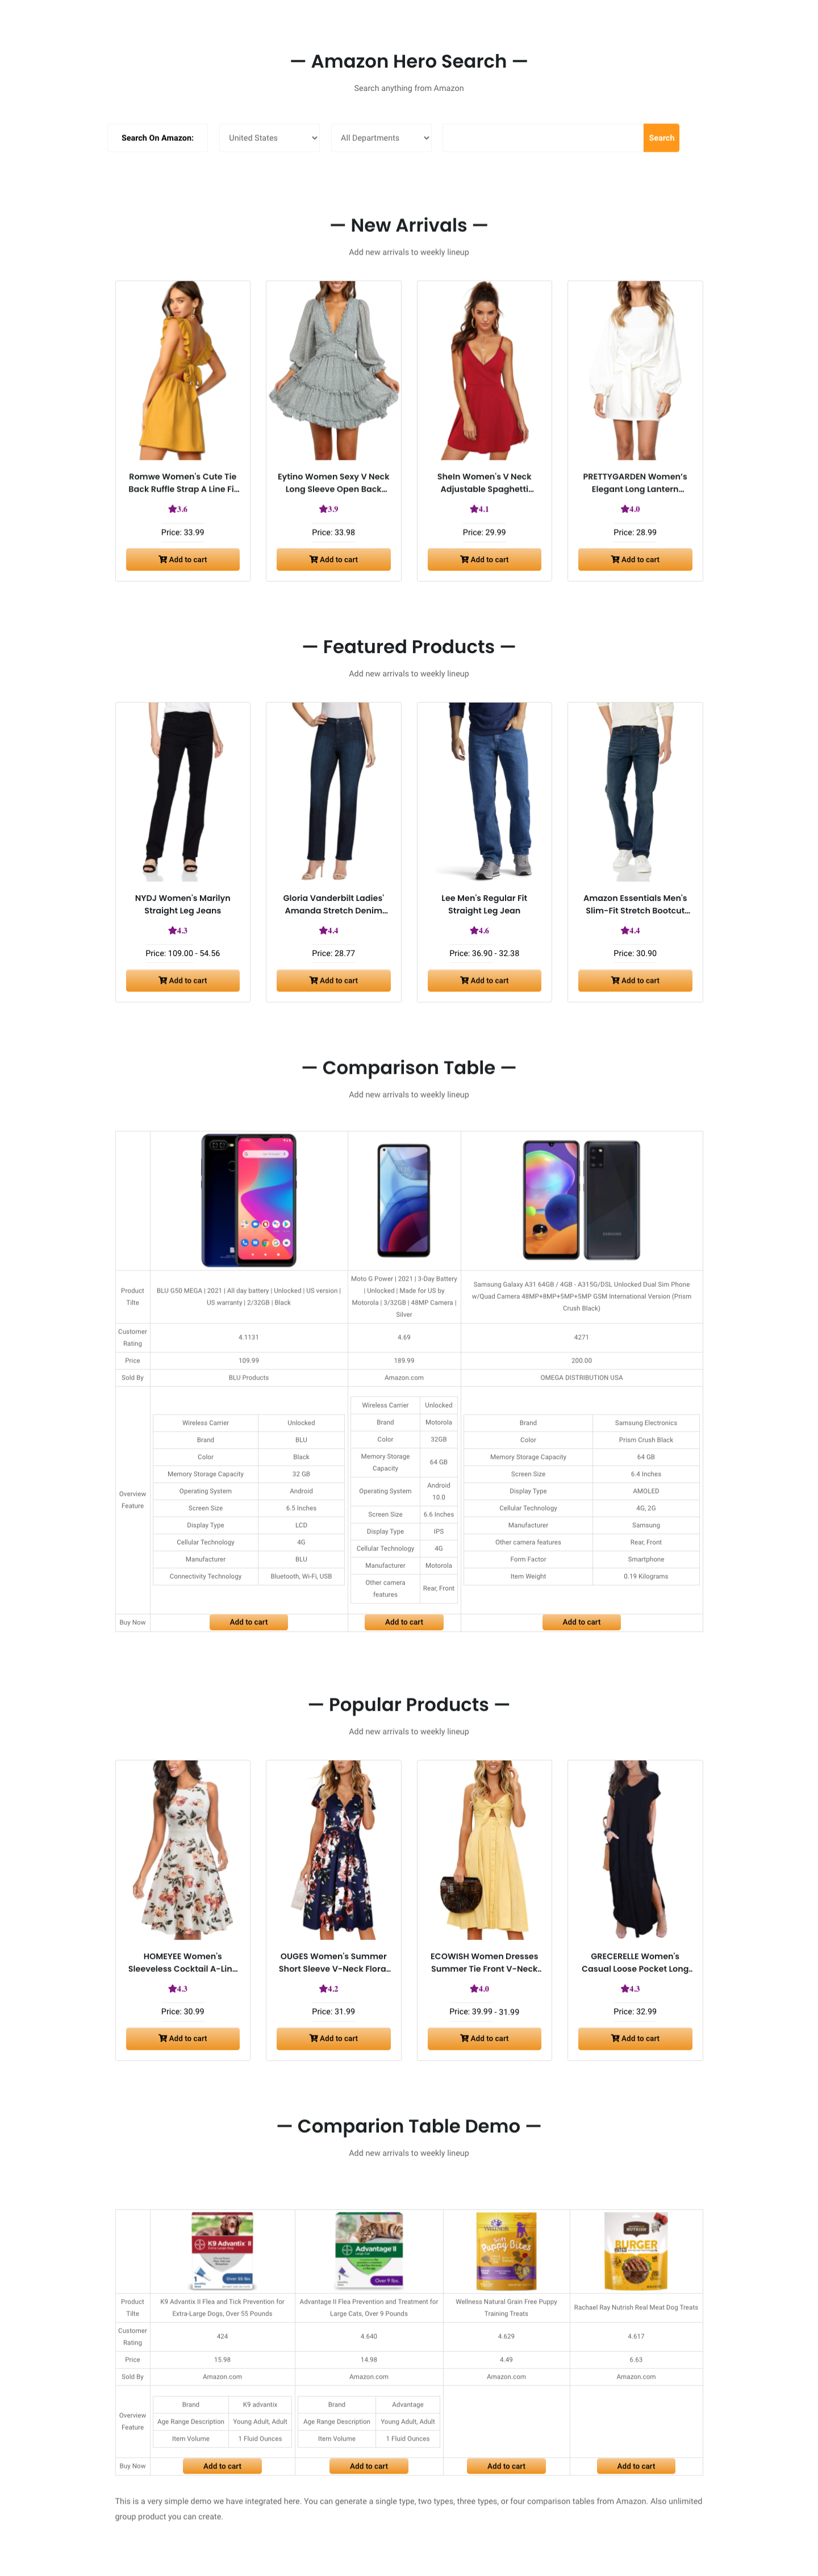 — Amazon Hero Search —
Search anything from Amazon
Search On Amazon: United States All Departments Search
— New Arrivals —
Add new arrivals to weekly lineup
Romwe Women's Cute Tie Back Ruffle Strap A Line Fi...
Eytino Women Sexy V Neck Long Sleeve Open Back...
SheIn Women's V Neck Adjustable Spaghetti...
PRETTYGARDEN Women's Elegant Long Lantern...
3.6 3.9 4.1 4.0
Price: 33.99 Price: 33.98 Price: 29.99 Price: 28.99
Add to cart Add to cart Add to cart Add to cart
— Featured Products —
Add new arrivals to weekly lineup
NYDJ Women's Marilyn Straight Leg Jeans
Gloria Vanderbilt Ladies' Amanda Stretch Denim...
Lee Men's Regular Fit Straight Leg Jean
Amazon Essentials Men's Slim-Fit Stretch Bootcut...
4.3 4.4 4.6 4.4
Price: 109.00 - 54.56 Price: 28.77 Price: 36.90 - 32.38 Price: 30.90
Add to cart Add to cart Add to cart Add to cart
— Comparison Table —
Add new arrivals to weekly lineup
Product Tilte
BLU G50 MEGA | 2021 | All day battery | Unlocked | US version | US warranty | 2/32GB | Black
Moto G Power | 2021 | 3-Day Battery | Unlocked | Made for US by Motorola | 3/32GB | 48MP Camera | Silver
Samsung Galaxy A31 64GB / 4GB - A315G/DSL Unlocked Dual Sim Phone w/Quad Camera 48MP+8MP+5MP+5MP GSM International Version (Prism Crush Black)
Customer Rating 4.1131 4.69 4271
Price 109.99 189.99 200.00
Sold By BLU Products Amazon.com OMEGA DISTRIBUTION USA
Overview Feature
Wireless Carrier Unlocked
Brand BLU
Color Black
Memory Storage Capacity 32 GB
Operating System Android
Screen Size 6.5 Inches
Display Type LCD
Cellular Technology 4G
Manufacturer BLU
Connectivity Technology Bluetooth, Wi-Fi, USB
Wireless Carrier Unlocked
Brand Motorola
Color 32GB
Memory Storage Capacity 64 GB
Operating System Android 10.0
Screen Size 6.6 Inches
Display Type IPS
Cellular Technology 4G
Manufacturer Motorola
Other camera features Rear, Front
Brand Samsung Electronics
Color Prism Crush Black
Memory Storage Capacity 64 GB
Screen Size 6.4 Inches
Display Type AMOLED
Cellular Technology 4G, 2G
Manufacturer Samsung
Other camera features Rear, Front
Form Factor Smartphone
Item Weight 0.19 Kilograms
Buy Now Add to cart Add to cart Add to cart
— Popular Products —
Add new arrivals to weekly lineup
HOMEYEE Women's Sleeveless Cocktail A-Lin...
OUGES Women's Summer Short Sleeve V-Neck Flora...
ECOWISH Women Dresses Summer Tie Front V-Neck...
GRECERELLE Women's Casual Loose Pocket Long...
4.3 4.2 4.0 4.3
Price: 30.99 Price: 31.99 Price: 39.99 - 31.99 Price: 32.99
Add to cart Add to cart Add to cart Add to cart
— Comparion Table Demo —
Add new arrivals to weekly lineup
K9 Advantix II
Over 55 lbs
Advantage II
Over 9 lbs.
WELLNESS
Soft Puppy Bites
NUTRISH
BURGER BITES
Product Tilte
K9 Advantix II Flea and Tick Prevention for Extra-Large Dogs, Over 55 Pounds
Advantage II Flea Prevention and Treatment for Large Cats, Over 9 Pounds
Wellness Natural Grain Free Puppy Training Treats
Rachael Ray Nutrish Real Meat Dog Treats
Customer Rating 424 4.640 4.629 4.617
Price 15.98 14.98 4.49 6.63
Sold By Amazon.com Amazon.com Amazon.com Amazon.com
Overview Feature
Brand K9 advantix
Age Range Description Young Adult, Adult
Item Volume 1 Fluid Ounces
Brand Advantage
Age Range Description Young Adult, Adult
Item Volume 1 Fluid Ounces
Buy Now Add to cart Add to cart Add to cart Add to cart
This is a very simple demo we have integrated here. You can generate a single type, two types, three types, or four comparison tables from Amazon. Also unlimited
group product you can create.